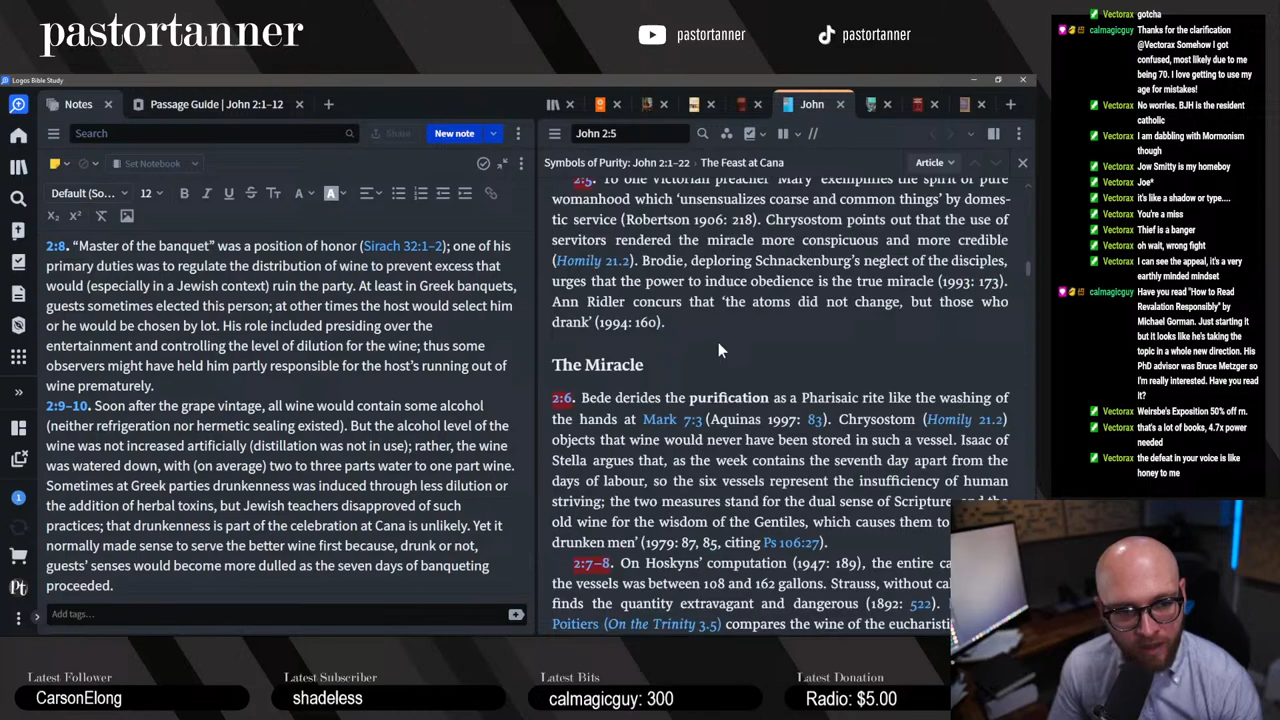 pastortanner
pastortanner
pastortanner
Logos Bible Study
Notes
Passage Guide | John 2:1–12
John
Search
Share
New note
John 2:5
Set Notebook
Symbols of Purity: John 2:1–22 › The Feast at Cana
Article
Default (So...
12
2:8. “Master of the banquet” was a position of honor (Sirach 32:1–2); one of his
primary duties was to regulate the distribution of wine to prevent excess that
would (especially in a Jewish context) ruin the party. At least in Greek banquets,
guests sometimes elected this person; at other times the host would select him
or he would be chosen by lot. His role included presiding over the
entertainment and controlling the level of dilution for the wine; thus some
observers might have held him partly responsible for the host’s running out of
wine prematurely.
2:9–10. Soon after the grape vintage, all wine would contain some alcohol
(neither refrigeration nor hermetic sealing existed). But the alcohol level of the
wine was not increased artificially (distillation was not in use); rather, the wine
was watered down, with (on average) two to three parts water to one part wine.
Sometimes at Greek parties drunkenness was induced through less dilution or
the addition of herbal toxins, but Jewish teachers disapproved of such
practices; that drunkenness is part of the celebration at Cana is unlikely. Yet it
normally made sense to serve the better wine first because, drunk or not,
guests’ senses would become more dulled as the seven days of banqueting
proceeded.
Add tags...
2:5. To one Victorian preacher Mary ‘exemplifies the spirit of pure
womanhood which ‘unsensualizes coarse and common things’ by domes-
tic service (Robertson 1906: 218). Chrysostom points out that the use of
servitors rendered the miracle more conspicuous and more credible
(Homily 21.2). Brodie, deploring Schnackenburg’s neglect of the disciples,
urges that the power to induce obedience is the true miracle (1993: 173).
Ann Ridler concurs that ‘the atoms did not change, but those who
drank’ (1994: 160).
The Miracle
2:6. Bede derides the purification as a Pharisaic rite like the washing of
the hands at Mark 7:3 (Aquinas 1997: 83). Chrysostom (Homily 21.2)
objects that wine would never have been stored in such a vessel. Isaac of
Stella argues that, as the week contains the seventh day apart from the
days of labour, so the six vessels represent the insufficiency of human
striving; the two measures stand for the dual sense of Scripture, and the
old wine for the wisdom of the Gentiles, which causes them to
drunken men’ (1979: 87, 85, citing Ps 106:27).
2:7–8. On Hoskyns’ computation (1947: 189), the entire ca
the vessels was between 108 and 162 gallons. Strauss, without cal
finds the quantity extravagant and dangerous (1892: 522).
Poitiers (On the Trinity 3.5) compares the wine of the eucharist
Vectorax gotcha
calmagicguy Thanks for the clarification
@Vectorax Somehow I got
confused, most likely due to me
being 70. I love getting to use my
age for mistakes!
Vectorax No worries. BJH is the resident
catholic
Vectorax I am dabbling with Mormonism
though
Vectorax Jow Smitty is my homeboy
Vectorax Joe*
Vectorax it's like a shadow or type....
Vectorax You're a miss
Vectorax Thief is a banger
Vectorax oh wait, wrong fight
Vectorax I can see the appeal, it's a very
earthly minded mindset
calmagicguy Have you read "How to Read
Revalation Responsibly" by
Michael Gorman. Just starting it
but it looks like he's taking the
topic in a whole new direction. His
PhD advisor was Bruce Metzger so
I'm really interested. Have you read
it?
Vectorax Weirsbe's Exposition 50% off rn.
Vectorax that's a lot of books, 4.7x power
needed
Vectorax the defeat in your voice is like
honey to me
Latest Follower
CarsonElong
Latest Subscriber
shadeless
Latest Bits
calmagicguy: 300
Latest Donation
Radio: $5.00